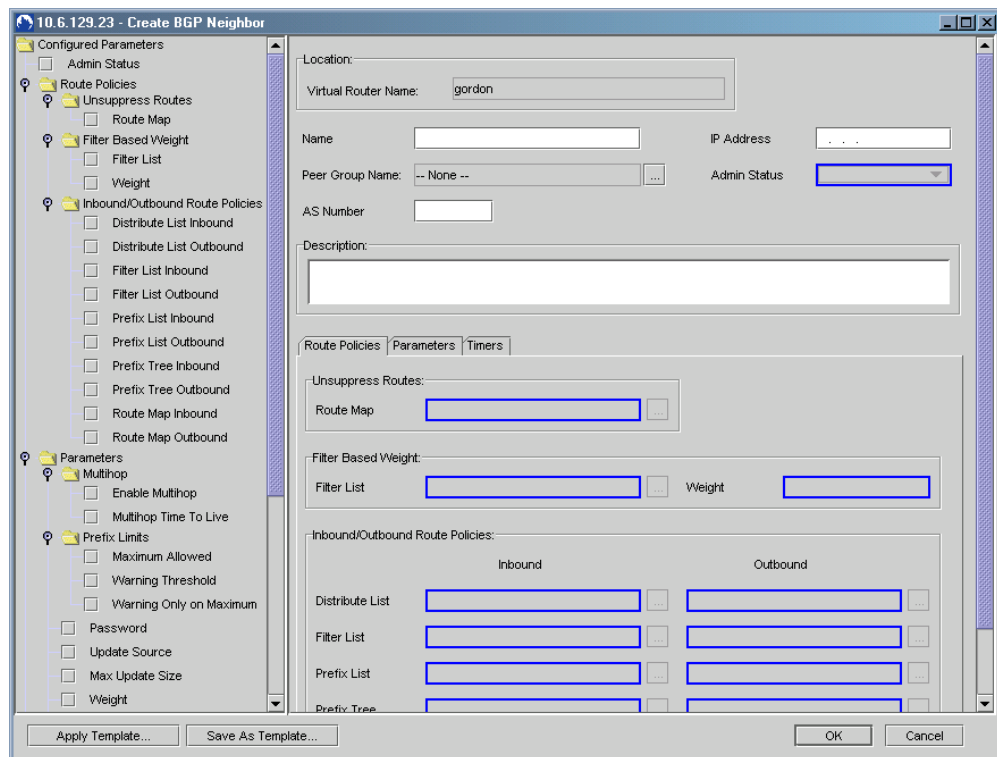 10.6.129.23 - Create BGP Neighbor
Configured Parameters
Admin Status
Route Policies
Unsuppress Routes
Route Map
Filter Based Weight
Filter List
Weight
Inbound/Outbound Route Policies
Distribute List Inbound
Distribute List Outbound
Filter List Inbound
Filter List Outbound
Prefix List Inbound
Prefix List Outbound
Prefix Tree Inbound
Prefix Tree Outbound
Route Map Inbound
Route Map Outbound
Parameters
Multihop
Enable Multihop
Multihop Time To Live
Prefix Limits
Maximum Allowed
Warning Threshold
Warning Only on Maximum
Password
Update Source
Max Update Size
Weight
Location:
Virtual Router Name: gordon
Name
IP Address . . .
Peer Group Name: -- None -- ...
Admin Status
AS Number
Description:
Route Policies Parameters Timers
Unsuppress Routes:
Route Map ...
Filter Based Weight:
Filter List ... Weight
Inbound/Outbound Route Policies:
Inbound Outbound
Distribute List ... ...
Filter List ... ...
Prefix List ... ...
Prefix Tree
Apply Template... Save As Template... OK Cancel